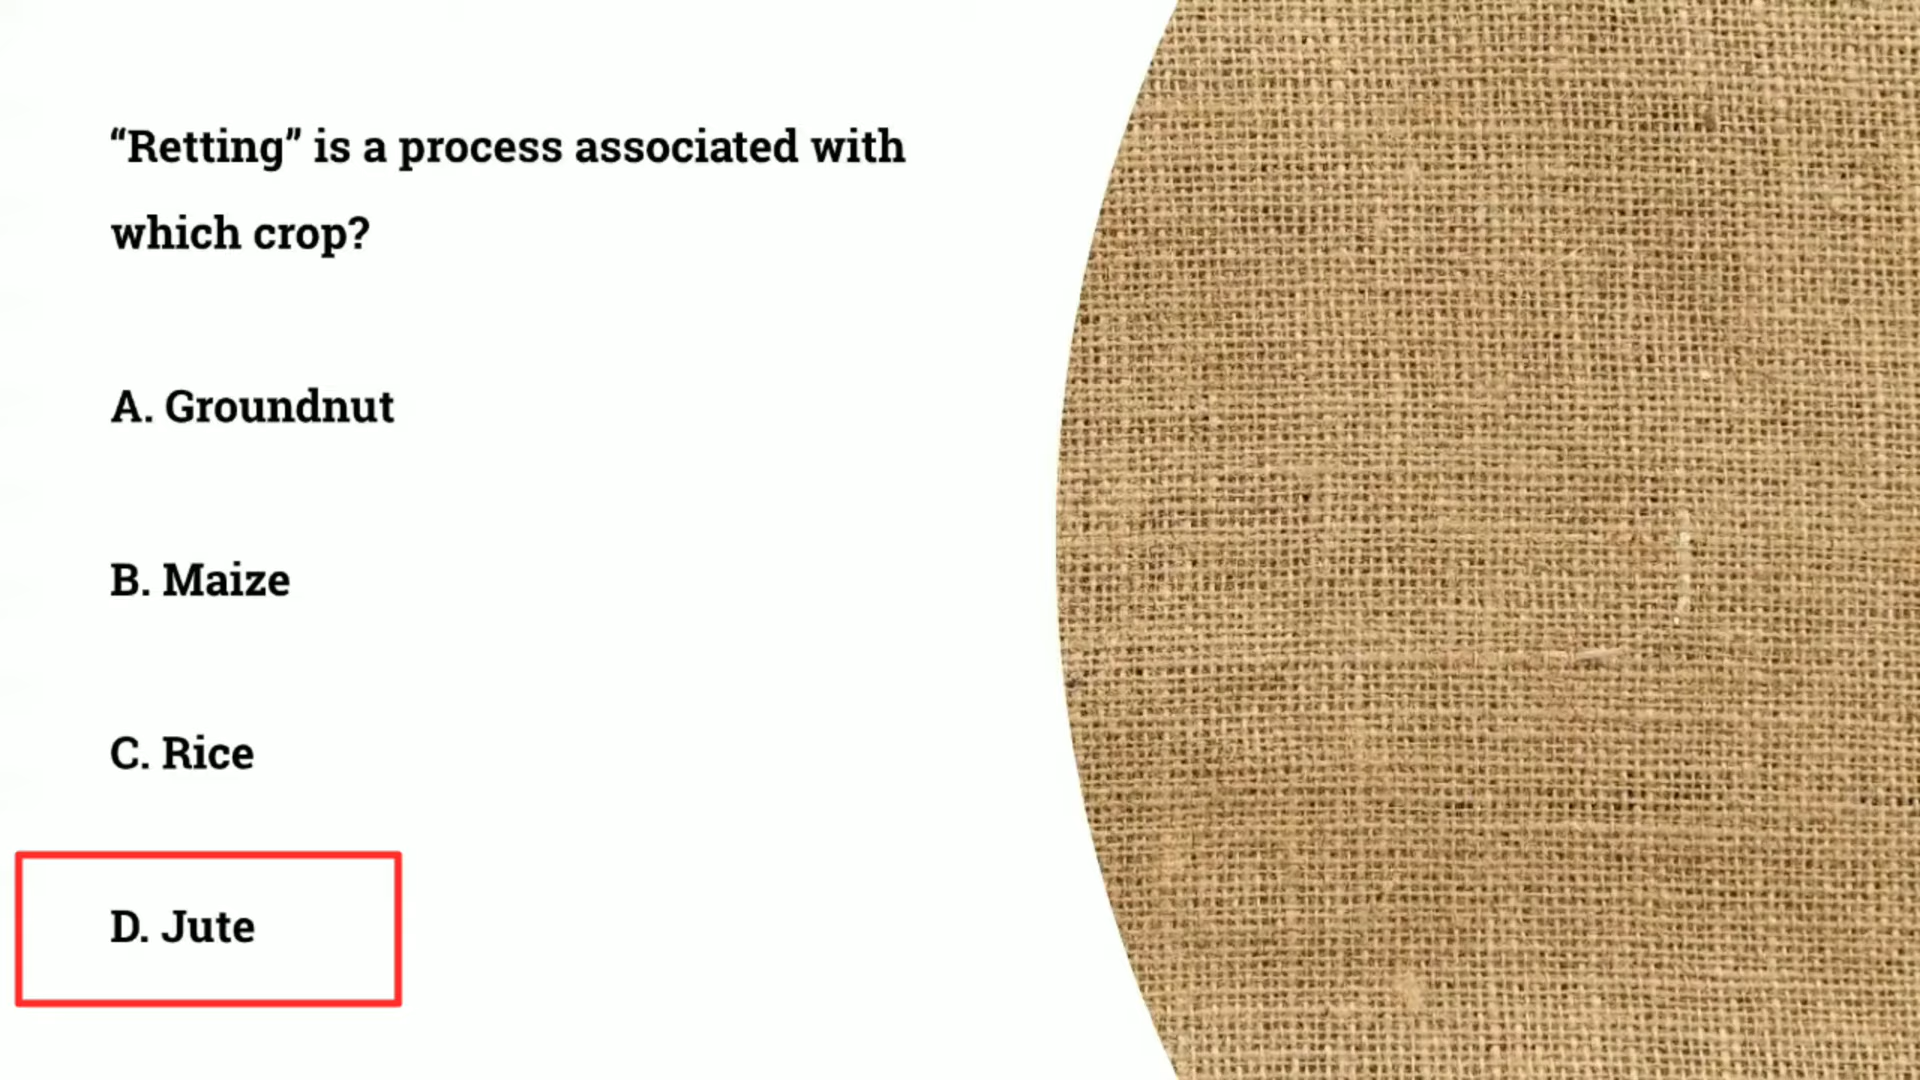 “Retting” is a process associated with
which crop?
A. Groundnut
B. Maize
C. Rice
D. Jute